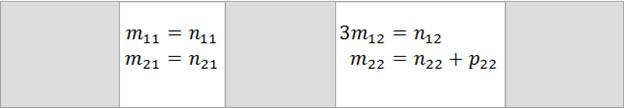 m₁₁ = n₁₁
m₂₁ = n₂₁
3m₁₂ = n₁₂
m₂₂ = n₂₂ + p₂₂